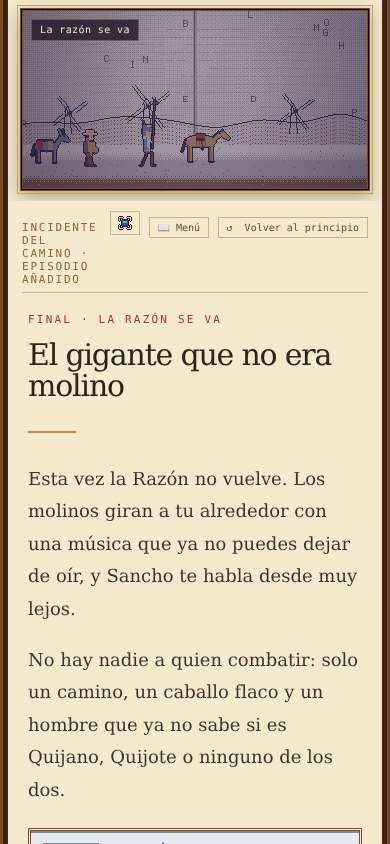 La razón se va
B
L
M O
G
H
C
I N
E
D
P
INCIDENTE
DEL
CAMINO ·
EPISODIO
AÑADIDO
📖 Menú
↺ Volver al principio
FINAL · LA RAZÓN SE VA
El gigante que no era
molino
Esta vez la Razón no vuelve. Los
molinos giran a tu alrededor con
una música que ya no puedes dejar
de oír, y Sancho te habla desde muy
lejos.
No hay nadie a quien combatir: solo
un camino, un caballo flaco y un
hombre que ya no sabe si es
Quijano, Quijote o ninguno de los
dos.